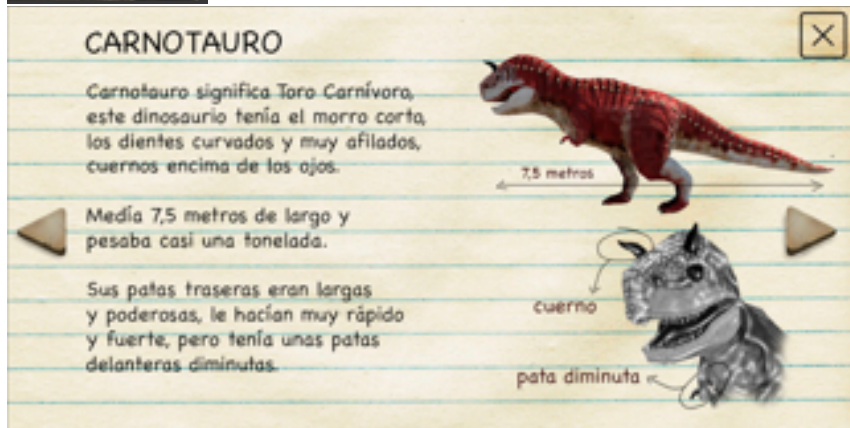 CARNOTAURO
Carnotauro significa Toro Carnívoro,
este dinosaurio tenía el morro corto,
los dientes curvados y muy afilados,
cuernos encima de los ojos.
Medía 7,5 metros de largo y
pesaba casi una tonelada.
Sus patas traseras eran largas
y poderosas, le hacían muy rápido
y fuerte, pero tenía unas patas
delanteras diminutas.
7,5 metros
cuerno
pata diminuta